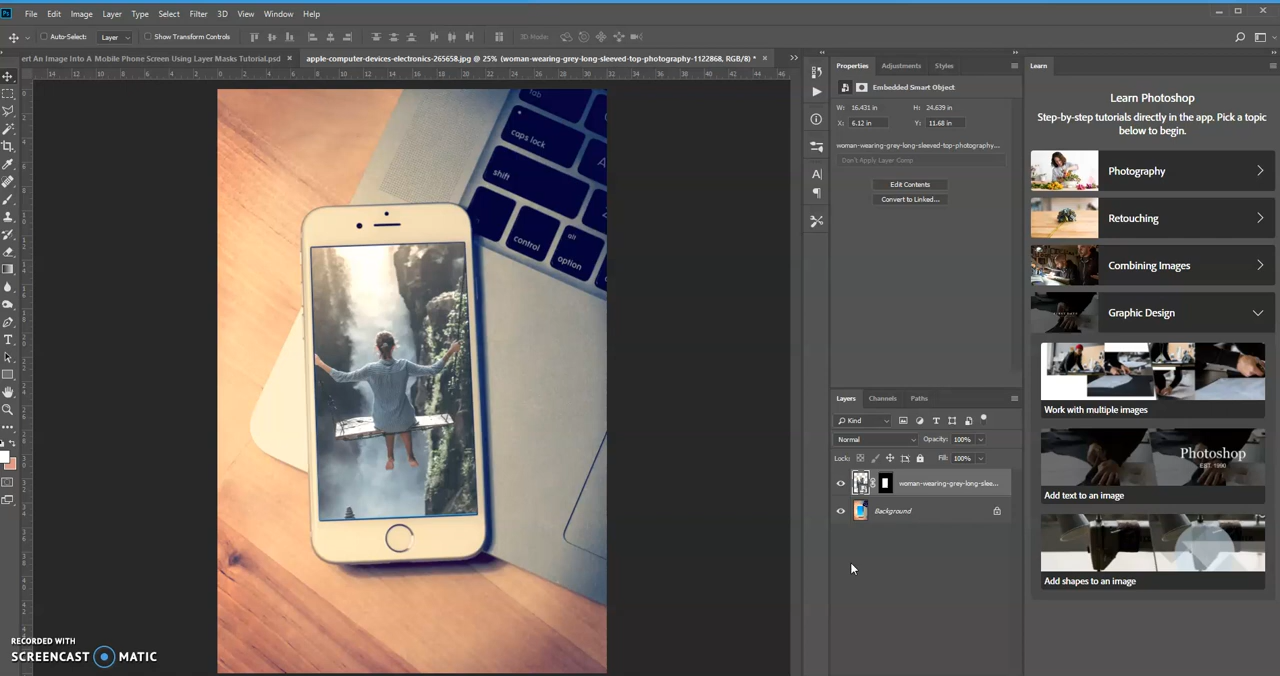 Ps File Edit Image Layer Type Select Filter 3D View Window Help
Auto-Select: Layer Show Transform Controls 3D Mode:
ert An Image Into A Mobile Phone Screen Using Layer Masks Tutorial.psd × apple-computer-devices-electronics-265658.jpg @ 25% (woman-wearing-grey-long-sleeved-top-photography-1122868, RGB/8) * ×
Properties Adjustments Styles
Embedded Smart Object
W: 16.431 in H: 24.639 in
X: 6.12 in Y: 11.68 in
woman-wearing-grey-long-sleeved-top-photography...
Don't Apply Layer Comp
Edit Contents
Convert to Linked...
Learn
Learn Photoshop
Step-by-step tutorials directly in the app. Pick a topic
below to begin.
Photography
Retouching
Combining Images
Graphic Design
Work with multiple images
Photoshop
EST. 1990
Add text to an image
Add shapes to an image
Layers Channels Paths
Kind
Normal Opacity: 100%
Lock: Fill: 100%
woman-wearing-grey-long-slee...
Background
tab
caps lock
A
shift
control
alt
option
RECORDED WITH
SCREENCAST MATIC